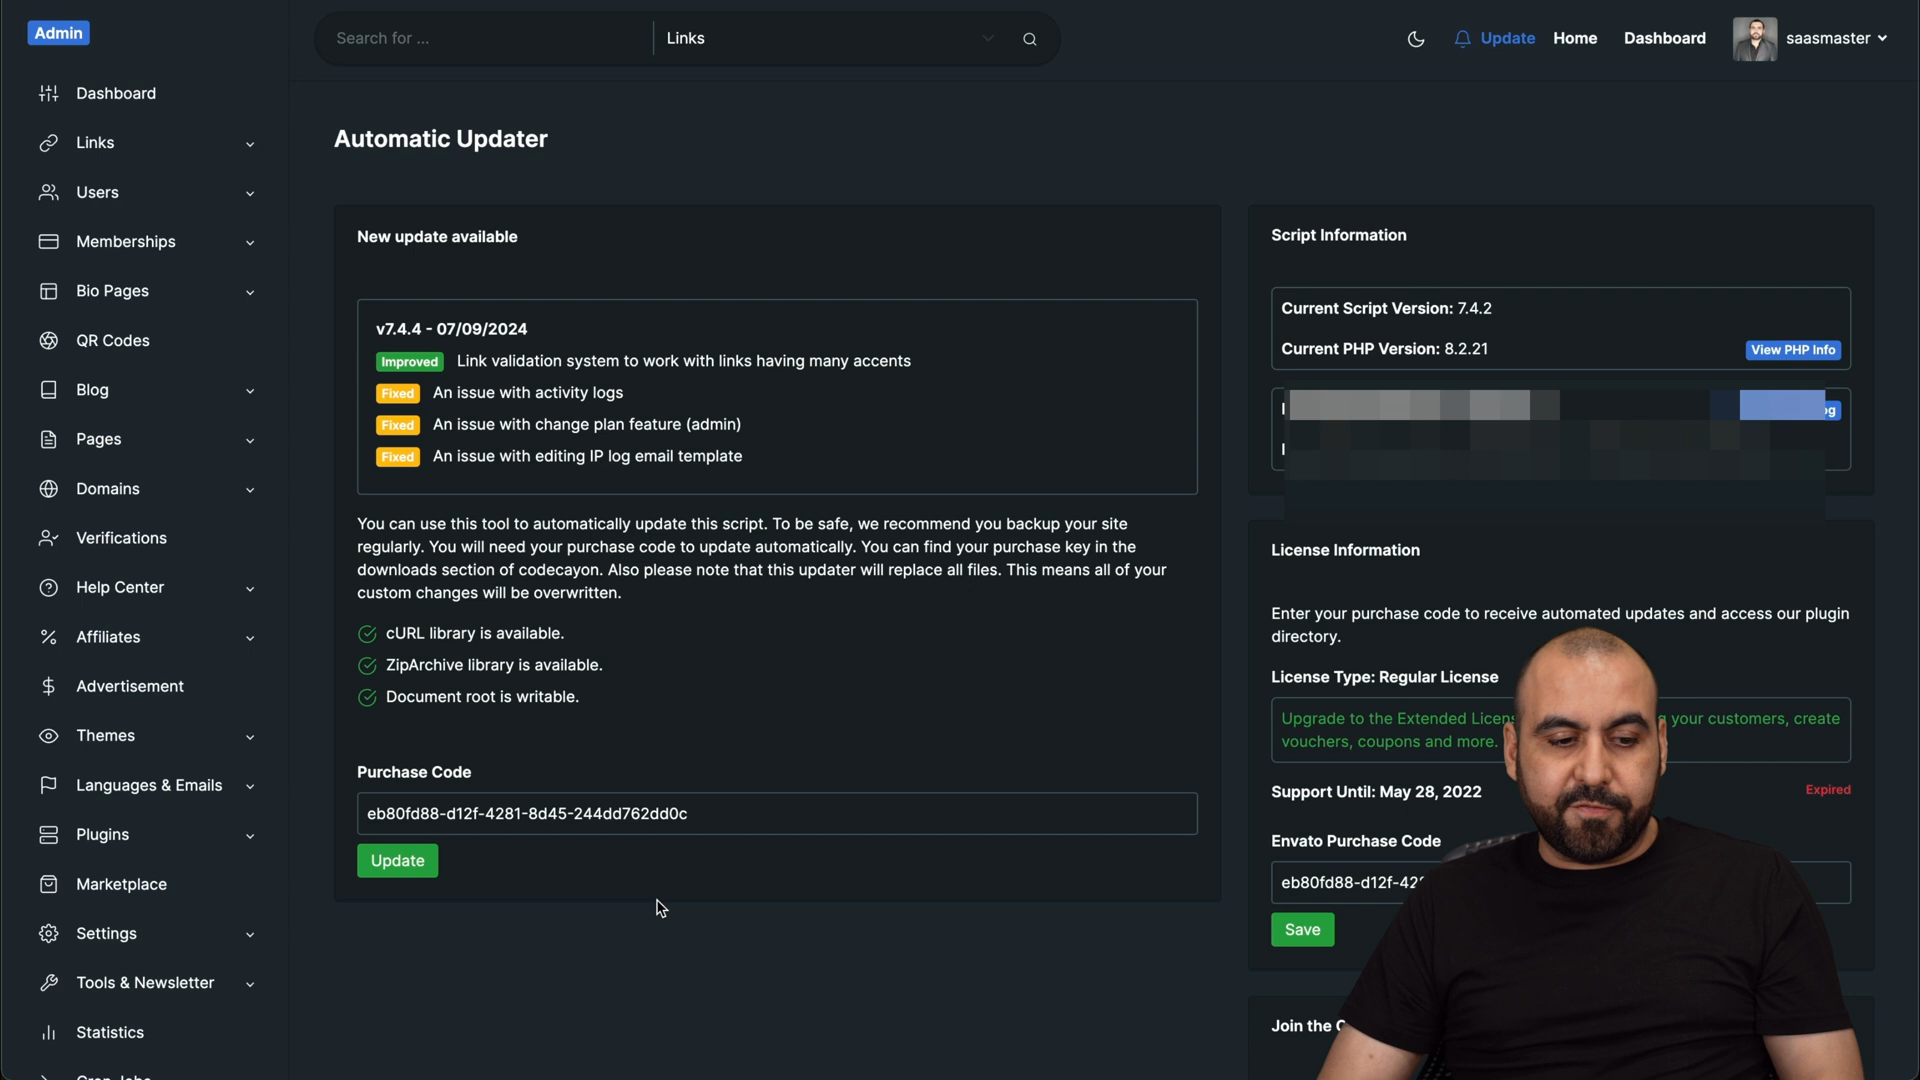 Admin
Search for ...
Links
Update
Home
Dashboard
saasmaster
Dashboard
Links
Users
Memberships
Bio Pages
QR Codes
Blog
Pages
Domains
Verifications
Help Center
Affiliates
Advertisement
Themes
Languages & Emails
Plugins
Marketplace
Settings
Tools & Newsletter
Statistics
Automatic Updater
New update available
v7.4.4 - 07/09/2024
Improved Link validation system to work with links having many accents
Fixed An issue with activity logs
Fixed An issue with change plan feature (admin)
Fixed An issue with editing IP log email template
You can use this tool to automatically update this script. To be safe, we recommend you backup your site
regularly. You will need your purchase code to update automatically. You can find your purchase key in the
downloads section of codecayon. Also please note that this updater will replace all files. This means all of your
custom changes will be overwritten.
cURL library is available.
ZipArchive library is available.
Document root is writable.
Purchase Code
eb80fd88-d12f-4281-8d45-244dd762dd0c
Update
Script Information
Current Script Version: 7.4.2
Current PHP Version: 8.2.21
View PHP Info
License Information
Enter your purchase code to receive automated updates and access our plugin
directory.
License Type: Regular License
Upgrade to the Extended your customers, create
vouchers, coupons and more.
Support Until: May 28, 2022
Expired
Envato Purchase Code
eb80fd88-d12f-42
Save
Join the